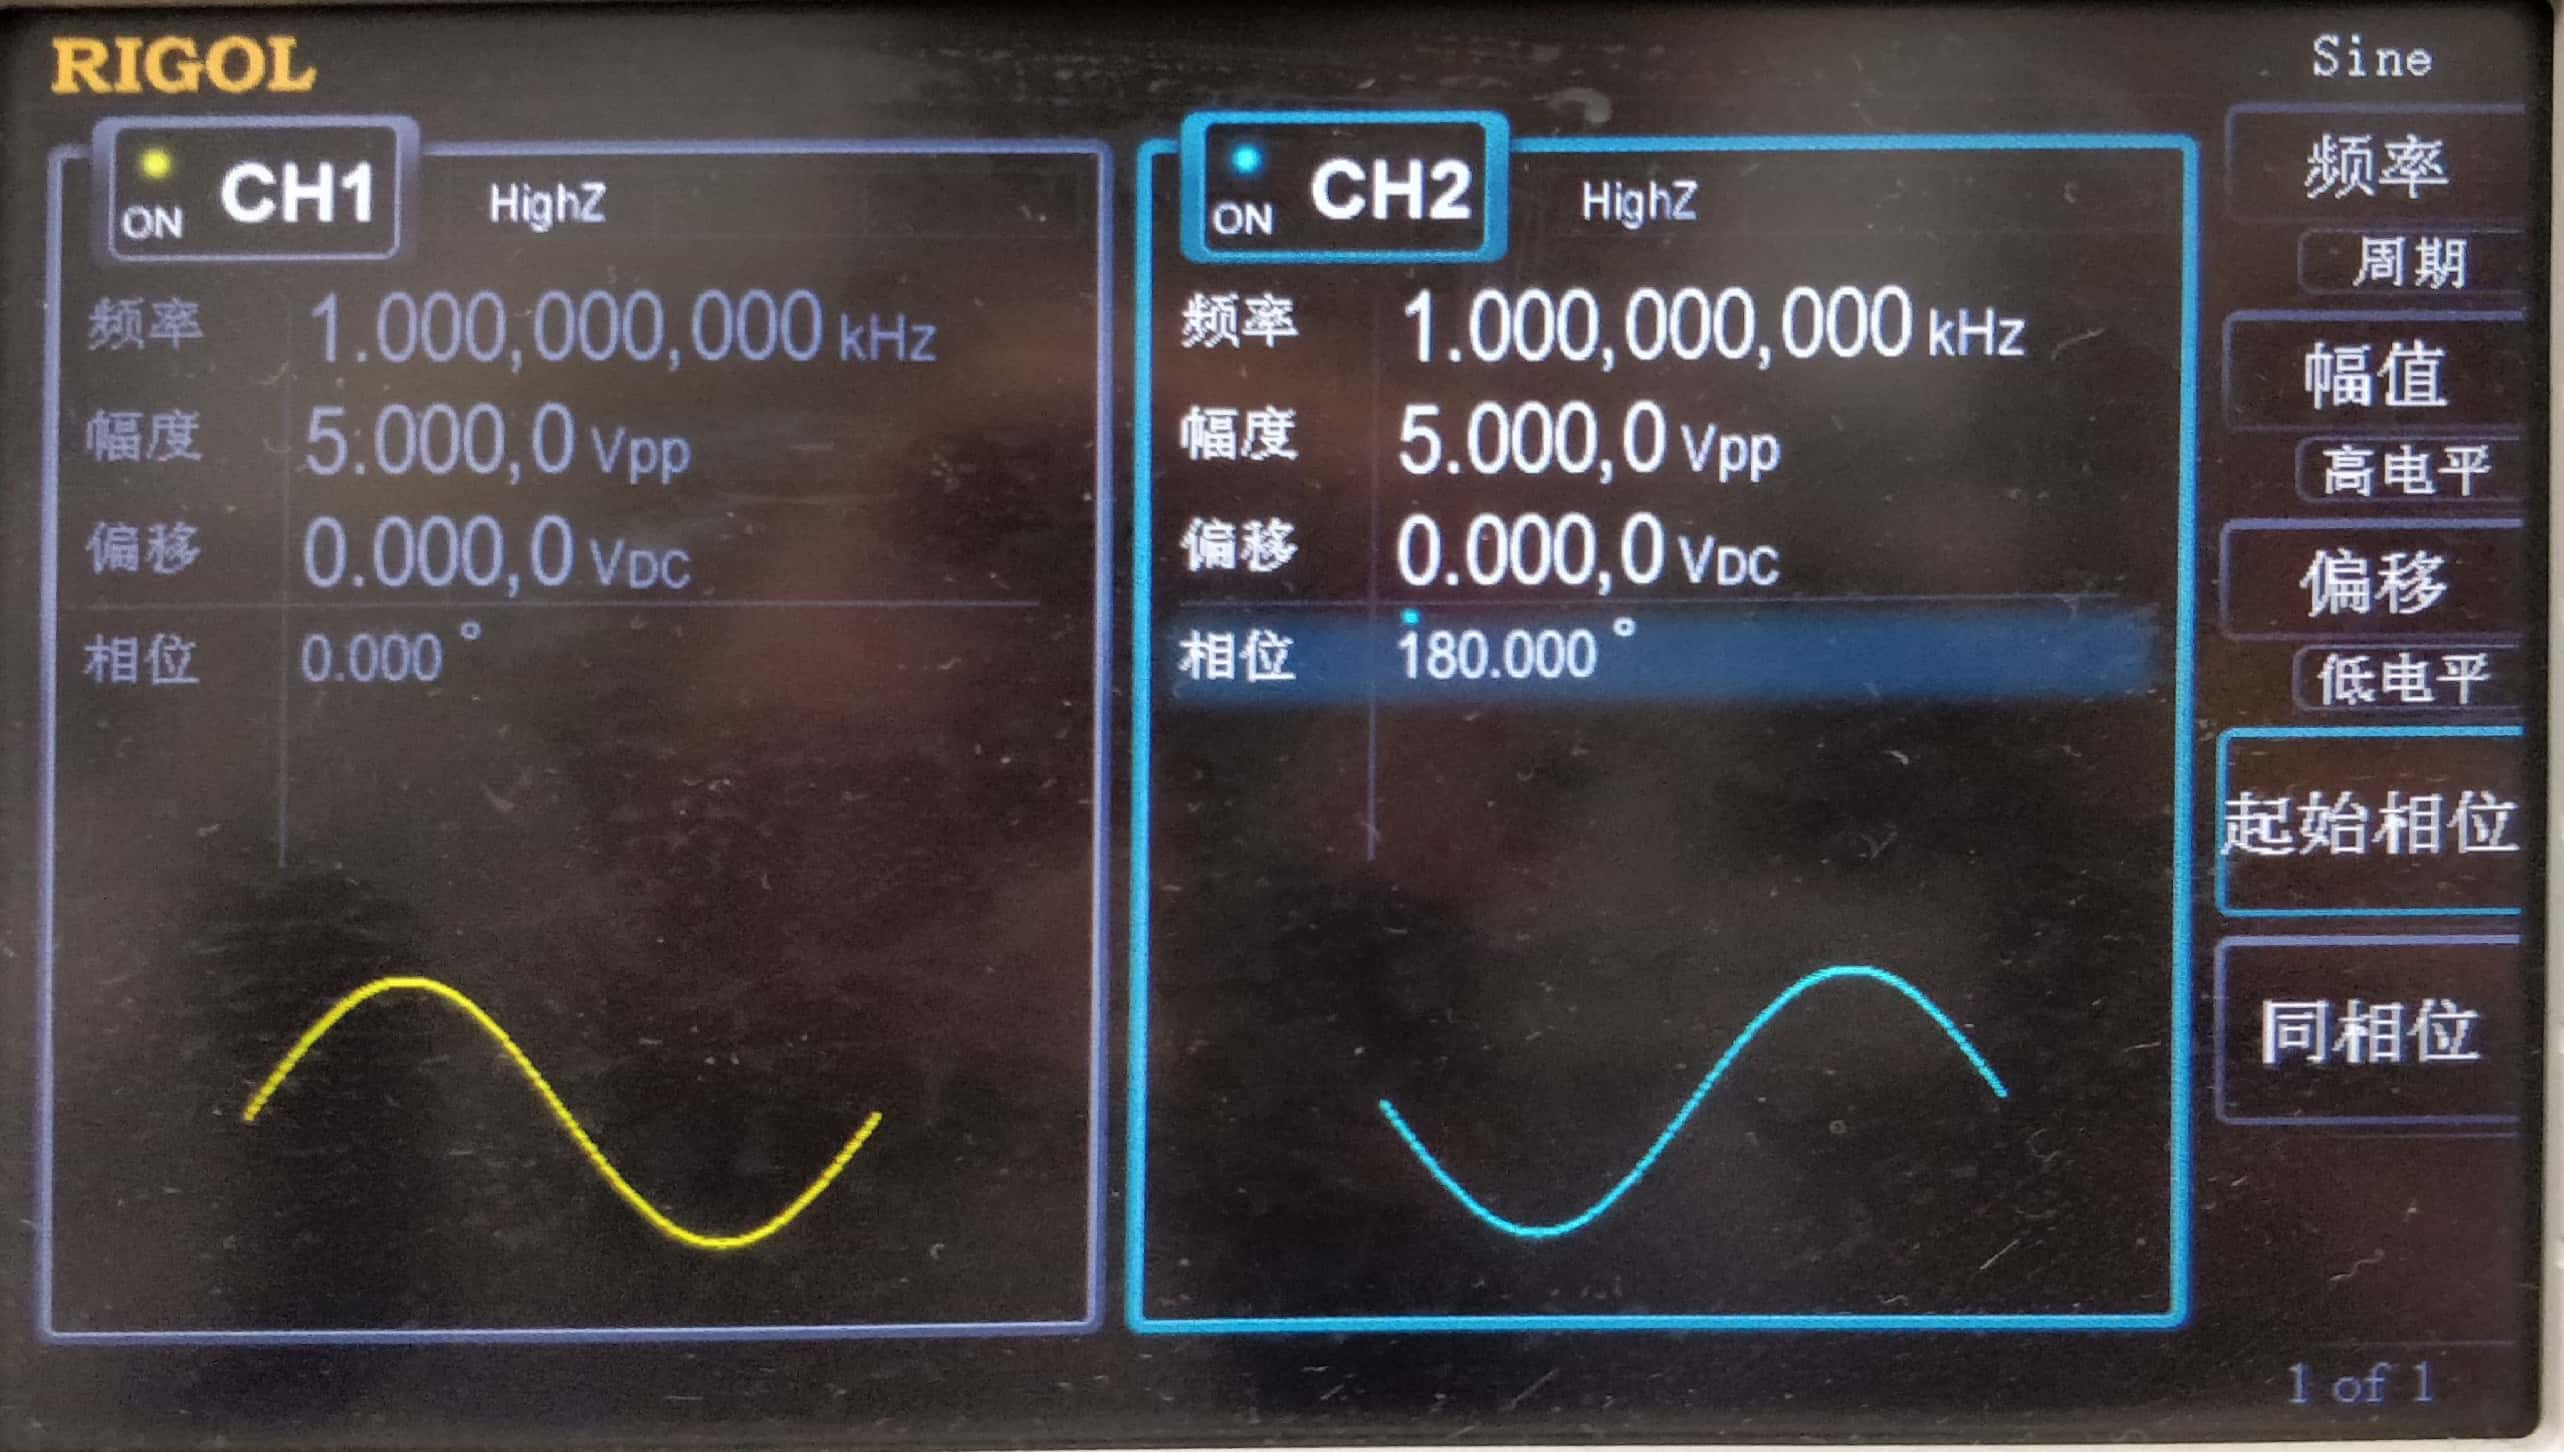 RIGOL
Sine
ON CH1 HighZ
频率 1.000,000,000 kHz
幅度 5.000,0 Vpp
偏移 0.000,0 VDC
相位 0.000 °
ON CH2 HighZ
频率 1.000,000,000 kHz
幅度 5.000,0 Vpp
偏移 0.000,0 VDC
相位 180.000 °
频率
周期
幅值
高电平
偏移
低电平
起始相位
同相位
1 of 1